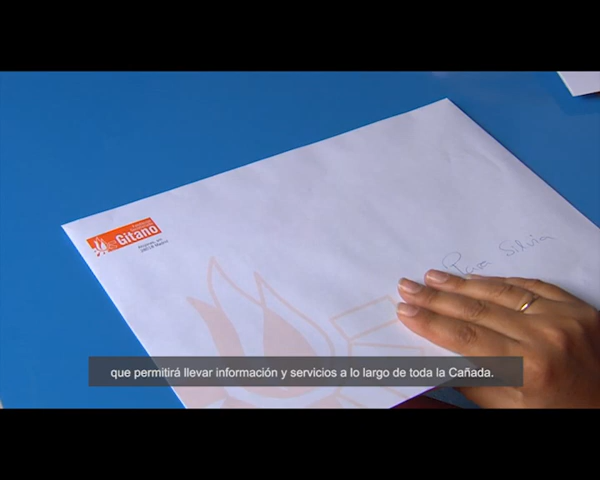 Gitano
Para Silvia
que permitirá llevar información y servicios a lo largo de toda la Cañada.